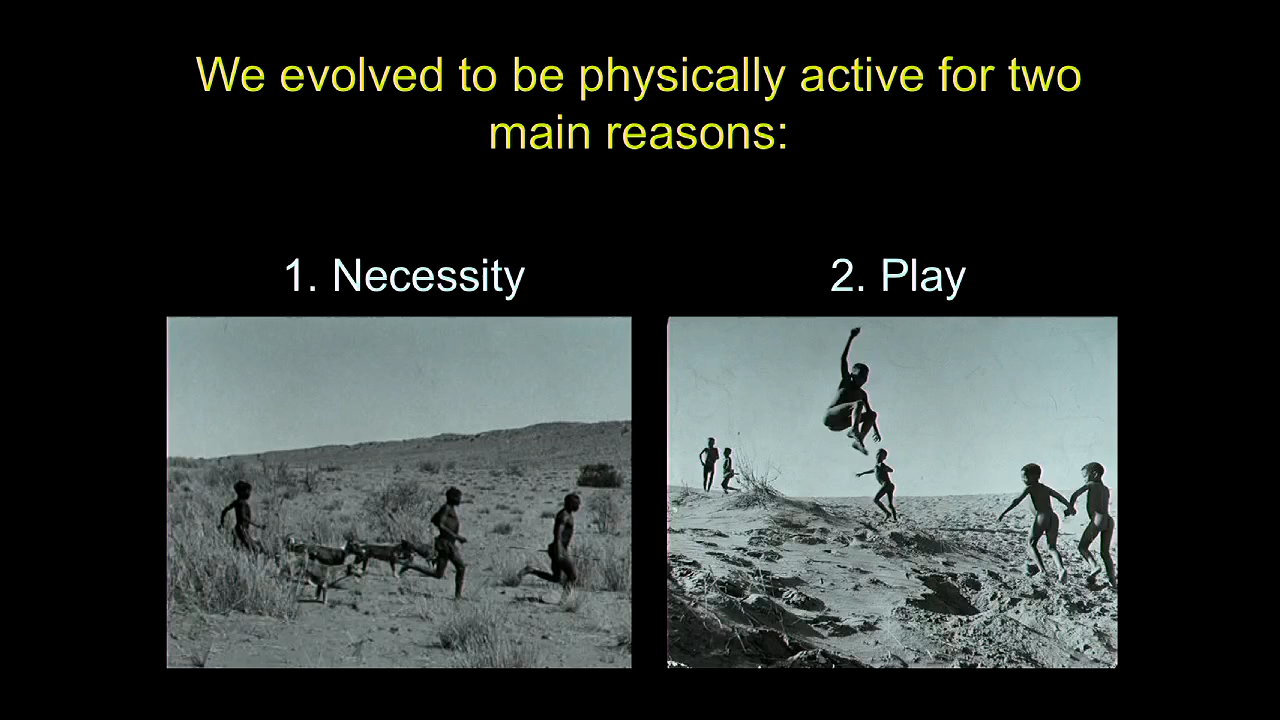 We evolved to be physically active for two
main reasons:
1. Necessity
2. Play